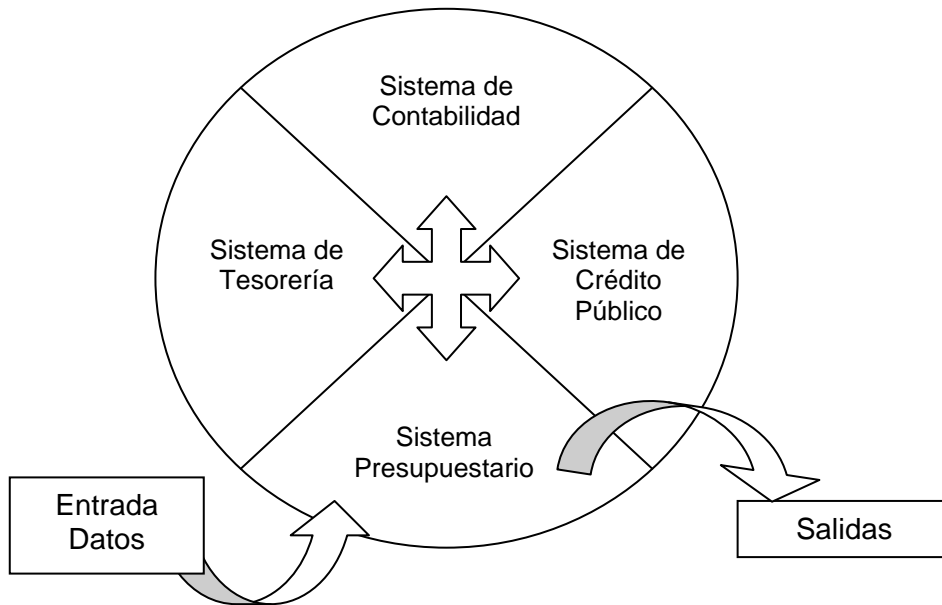 Sistema de
Contabilidad
Sistema de
Tesorería
Sistema de
Crédito
Público
Sistema
Presupuestario
Entrada
Datos
Salidas